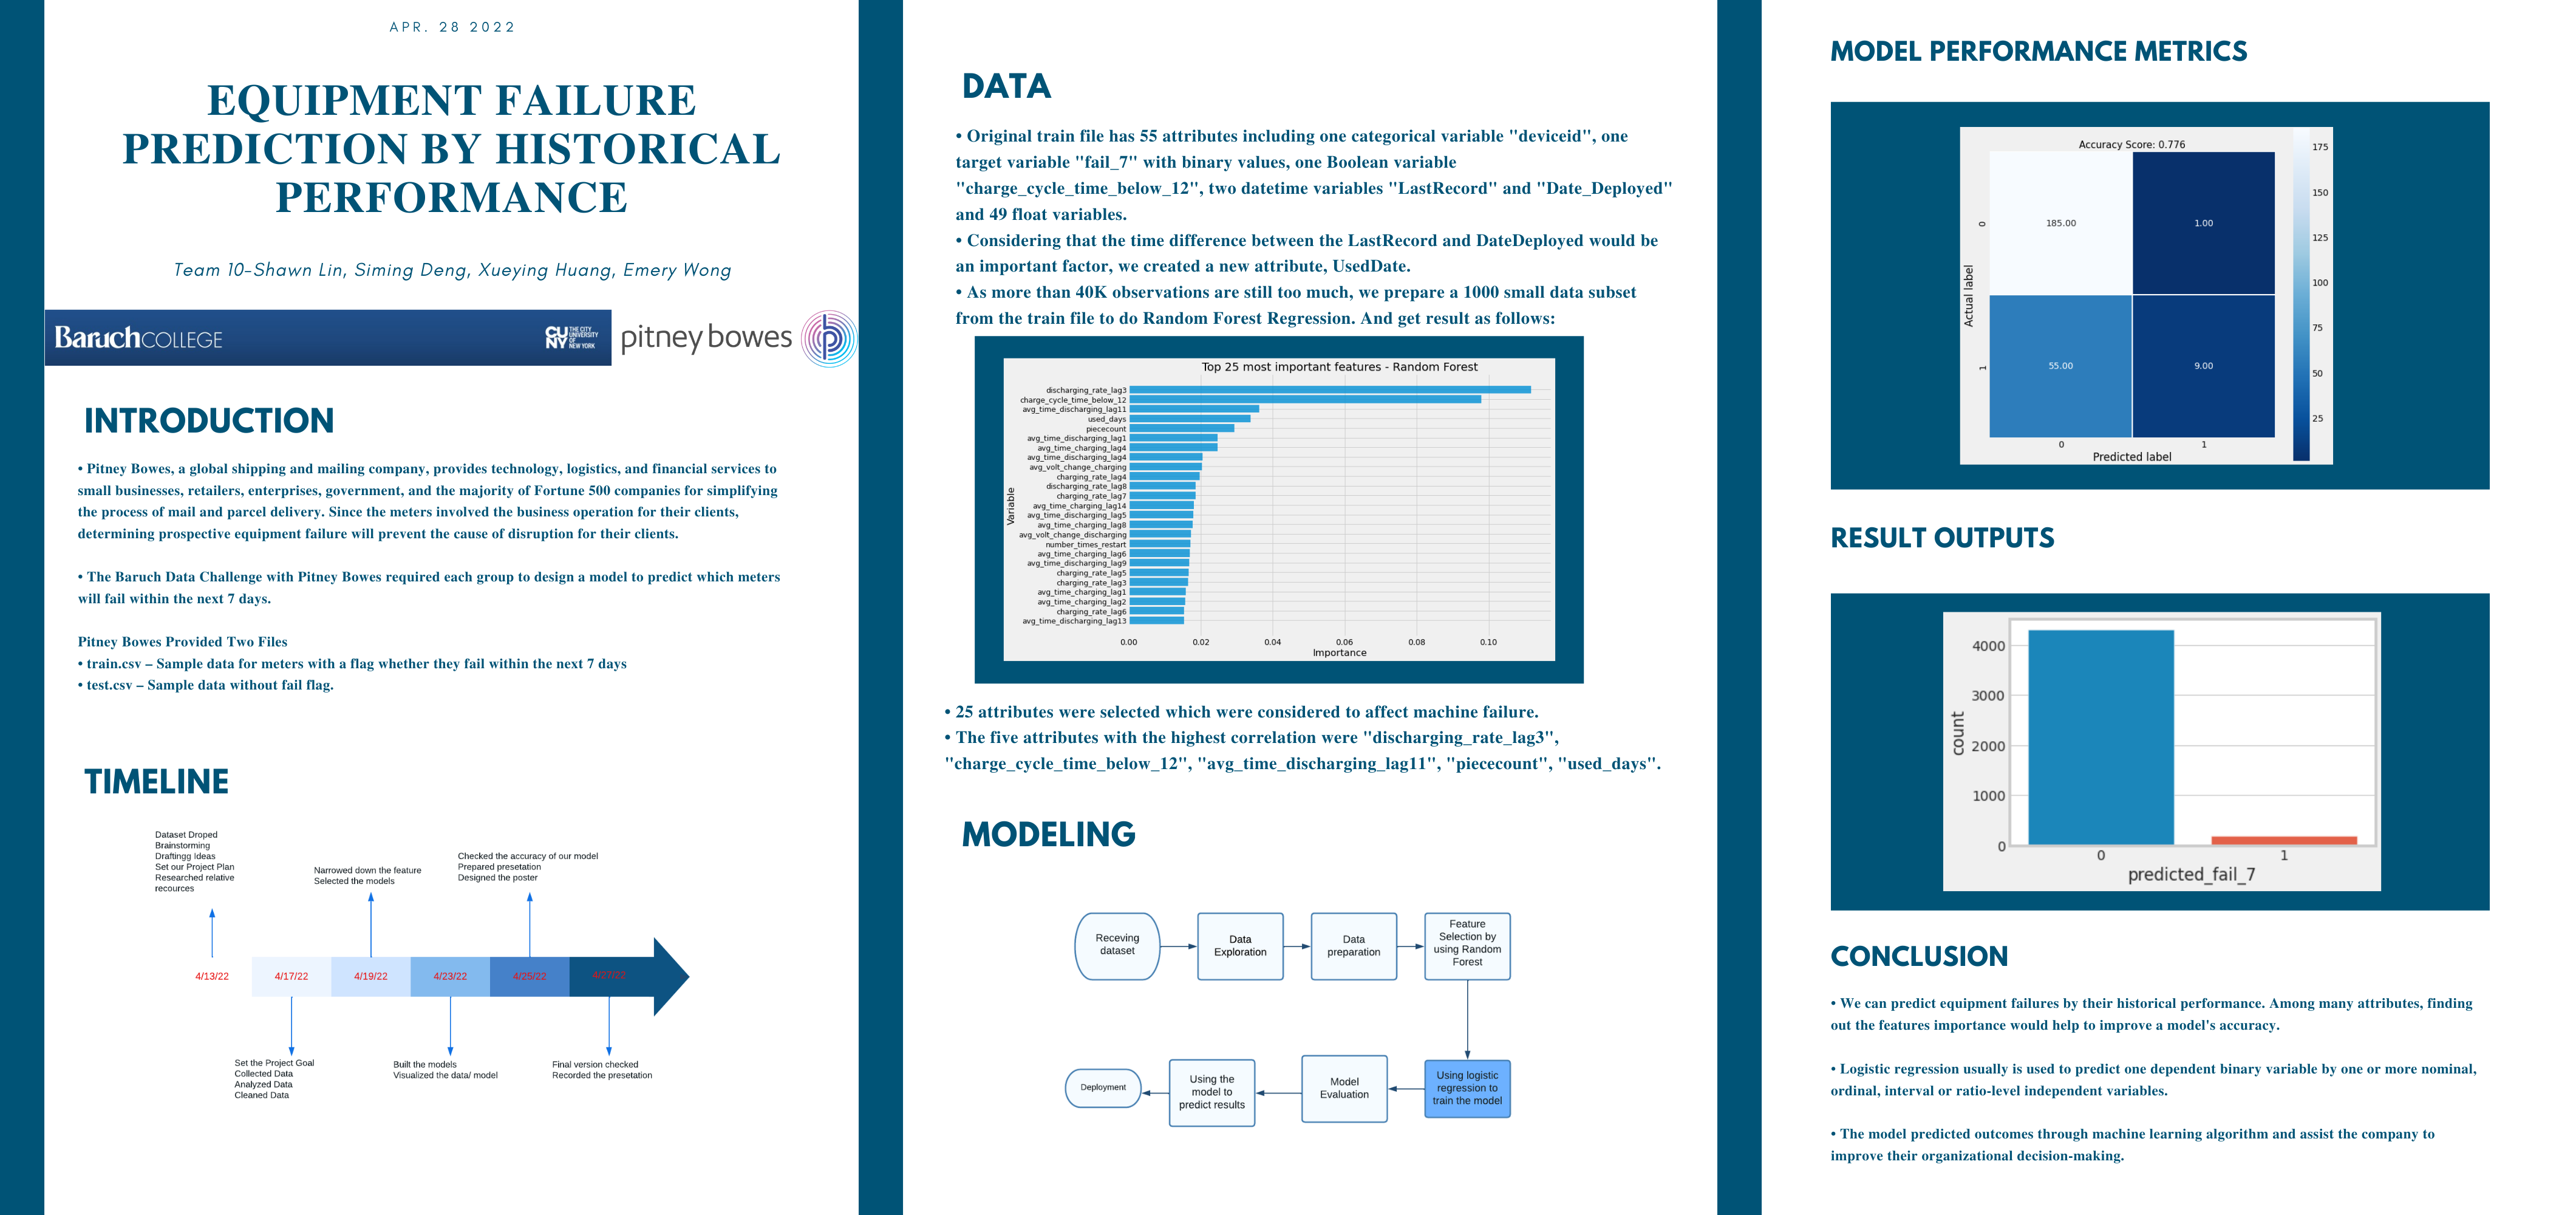 APR. 28 2022
EQUIPMENT FAILURE
PREDICTION BY HISTORICAL
PERFORMANCE
Team 10-Shawn Lin, Siming Deng, Xueying Huang, Emery Wong
Baruch COLLEGE
CUNY THE CITY UNIVERSITY OF NEW YORK
pitney bowes
INTRODUCTION
• Pitney Bowes, a global shipping and mailing company, provides technology, logistics, and financial services to
small businesses, retailers, enterprises, government, and the majority of Fortune 500 companies for simplifying
the process of mail and parcel delivery. Since the meters involved the business operation for their clients,
determining prospective equipment failure will prevent the cause of disruption for their clients.
• The Baruch Data Challenge with Pitney Bowes required each group to design a model to predict which meters
will fail within the next 7 days.
Pitney Bowes Provided Two Files
• train.csv – Sample data for meters with a flag whether they fail within the next 7 days
• test.csv – Sample data without fail flag.
TIMELINE
Dataset Droped
Brainstorming
Draftingg Ideas
Set our Project Plan
Researched relative
recources
Narrowed down the feature
Selected the models
Checked the accuracy of our model
Prepared presetation
Designed the poster
4/13/22
4/17/22
4/19/22
4/23/22
4/25/22
4/27/22
Set the Project Goal
Collected Data
Analyzed Data
Cleaned Data
Built the models
Visualized the data/ model
Final version checked
Recorded the presetation
DATA
• Original train file has 55 attributes including one categorical variable "deviceid", one
target variable "fail_7" with binary values, one Boolean variable
"charge_cycle_time_below_12", two datetime variables "LastRecord" and "Date_Deployed"
and 49 float variables.
• Considering that the time difference between the LastRecord and DateDeployed would be
an important factor, we created a new attribute, UsedDate.
• As more than 40K observations are still too much, we prepare a 1000 small data subset
from the train file to do Random Forest Regression. And get result as follows:
Top 25 most important features - Random Forest
Variable
discharging_rate_lag3
charge_cycle_time_below_12
avg_time_discharging_lag11
used_days
piececount
avg_time_discharging_lag1
avg_time_charging_lag4
avg_time_discharging_lag4
avg_volt_change_charging
charging_rate_lag4
discharging_rate_lag8
charging_rate_lag7
avg_time_charging_lag14
avg_time_discharging_lag5
avg_time_charging_lag8
avg_volt_change_discharging
number_times_restart
avg_time_charging_lag6
avg_time_discharging_lag9
charging_rate_lag5
charging_rate_lag3
avg_time_charging_lag1
avg_time_charging_lag2
charging_rate_lag6
avg_time_discharging_lag13
0.00 0.02 0.04 0.06 0.08 0.10
Importance
• 25 attributes were selected which were considered to affect machine failure.
• The five attributes with the highest correlation were "discharging_rate_lag3",
"charge_cycle_time_below_12", "avg_time_discharging_lag11", "piececount", "used_days".
MODELING
Receving
dataset
Data
Exploration
Data
preparation
Feature
Selection by
using Random
Forest
Using logistic
regression to
train the model
Model
Evaluation
Using the
model to
predict results
Deployment
MODEL PERFORMANCE METRICS
Accuracy Score: 0.776
Actual label
0
1
185.00
1.00
55.00
9.00
0 1
Predicted label
175
150
125
100
75
50
25
RESULT OUTPUTS
count
4000
3000
2000
1000
0
0 1
predicted_fail_7
CONCLUSION
• We can predict equipment failures by their historical performance. Among many attributes, finding
out the features importance would help to improve a model's accuracy.
• Logistic regression usually is used to predict one dependent binary variable by one or more nominal,
ordinal, interval or ratio-level independent variables.
• The model predicted outcomes through machine learning algorithm and assist the company to
improve their organizational decision-making.